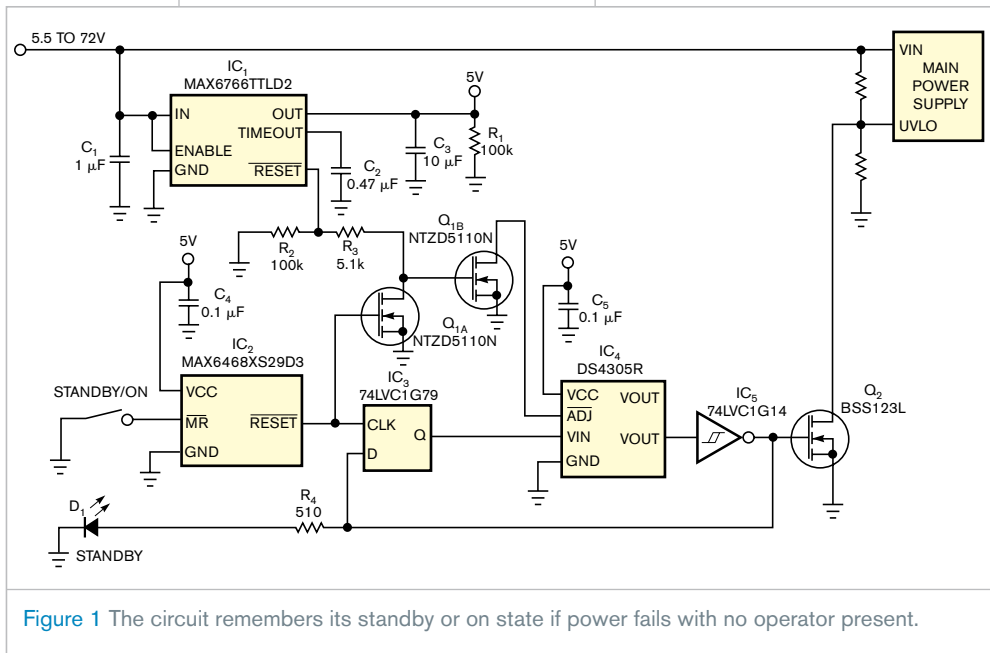 5.5 TO 72V
IC1
MAX6766TTLD2
IN
ENABLE
GND
OUT
TIMEOUT
RESET
C1
1 µF
C2
0.47 µF
C3
10 µF
5V
R1
100k
VIN
MAIN
POWER
SUPPLY
UVLO
R2
100k
R3
5.1k
Q1B
NTZD5110N
Q1A
NTZD5110N
5V
C4
0.1 µF
IC2
MAX6468XS29D3
STANDBY/ON
VCC
MR
GND
RESET
IC3
74LVC1G79
CLK
D
Q
5V
C5
0.1 µF
IC4
DS4305R
VCC
ADJ
VIN
GND
VOUT
VOUT
IC5
74LVC1G14
Q2
BSS123L
D1
STANDBY
R4
510
Figure 1 The circuit remembers its standby or on state if power fails with no operator present.